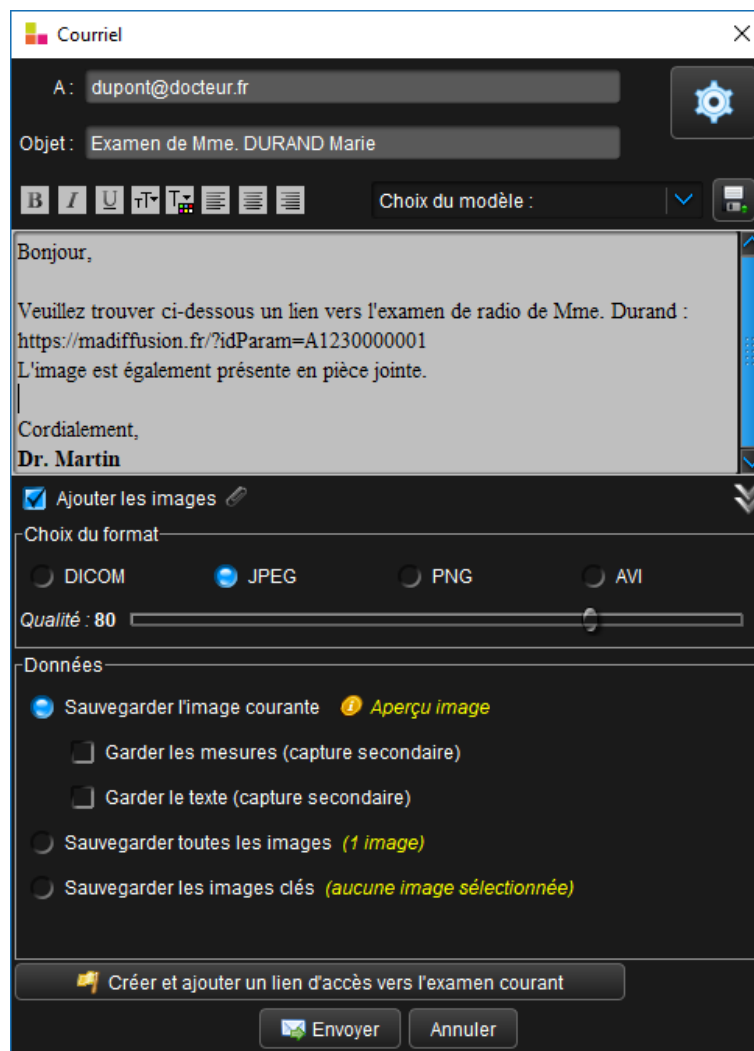 Courriel
A : dupont@docteur.fr
Objet : Examen de Mme. DURAND Marie
B I U TT T Choix du modèle :
Bonjour,
Veuillez trouver ci-dessous un lien vers l'examen de radio de Mme. Durand :
https://madiffusion.fr/?idParam=A1230000001
L'image est également présente en pièce jointe.
Cordialement,
Dr. Martin
Ajouter les images
Choix du format
DICOM JPEG PNG AVI
Qualité : 80
Données
Sauvegarder l'image courante Aperçu image
Garder les mesures (capture secondaire)
Garder le texte (capture secondaire)
Sauvegarder toutes les images (1 image)
Sauvegarder les images clés (aucune image sélectionnée)
Créer et ajouter un lien d'accès vers l'examen courant
Envoyer Annuler